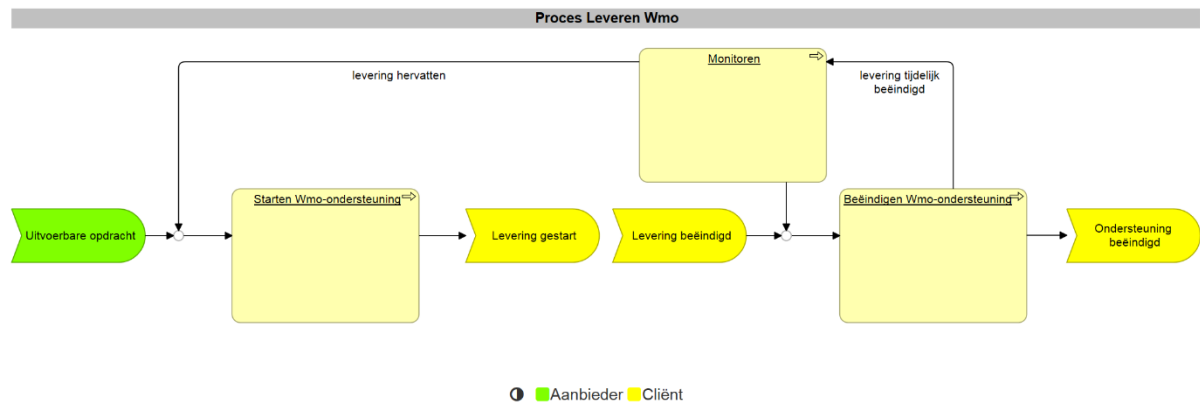 Proces Leveren Wmo
Monitoren
levering hervatten
levering tijdelijk
beëindigd
Uitvoerbare opdracht
Starten Wmo-ondersteuning
Levering gestart
Levering beëindigd
Beëindigen Wmo-ondersteuning
Ondersteuning
beëindigd
Aanbieder Cliënt